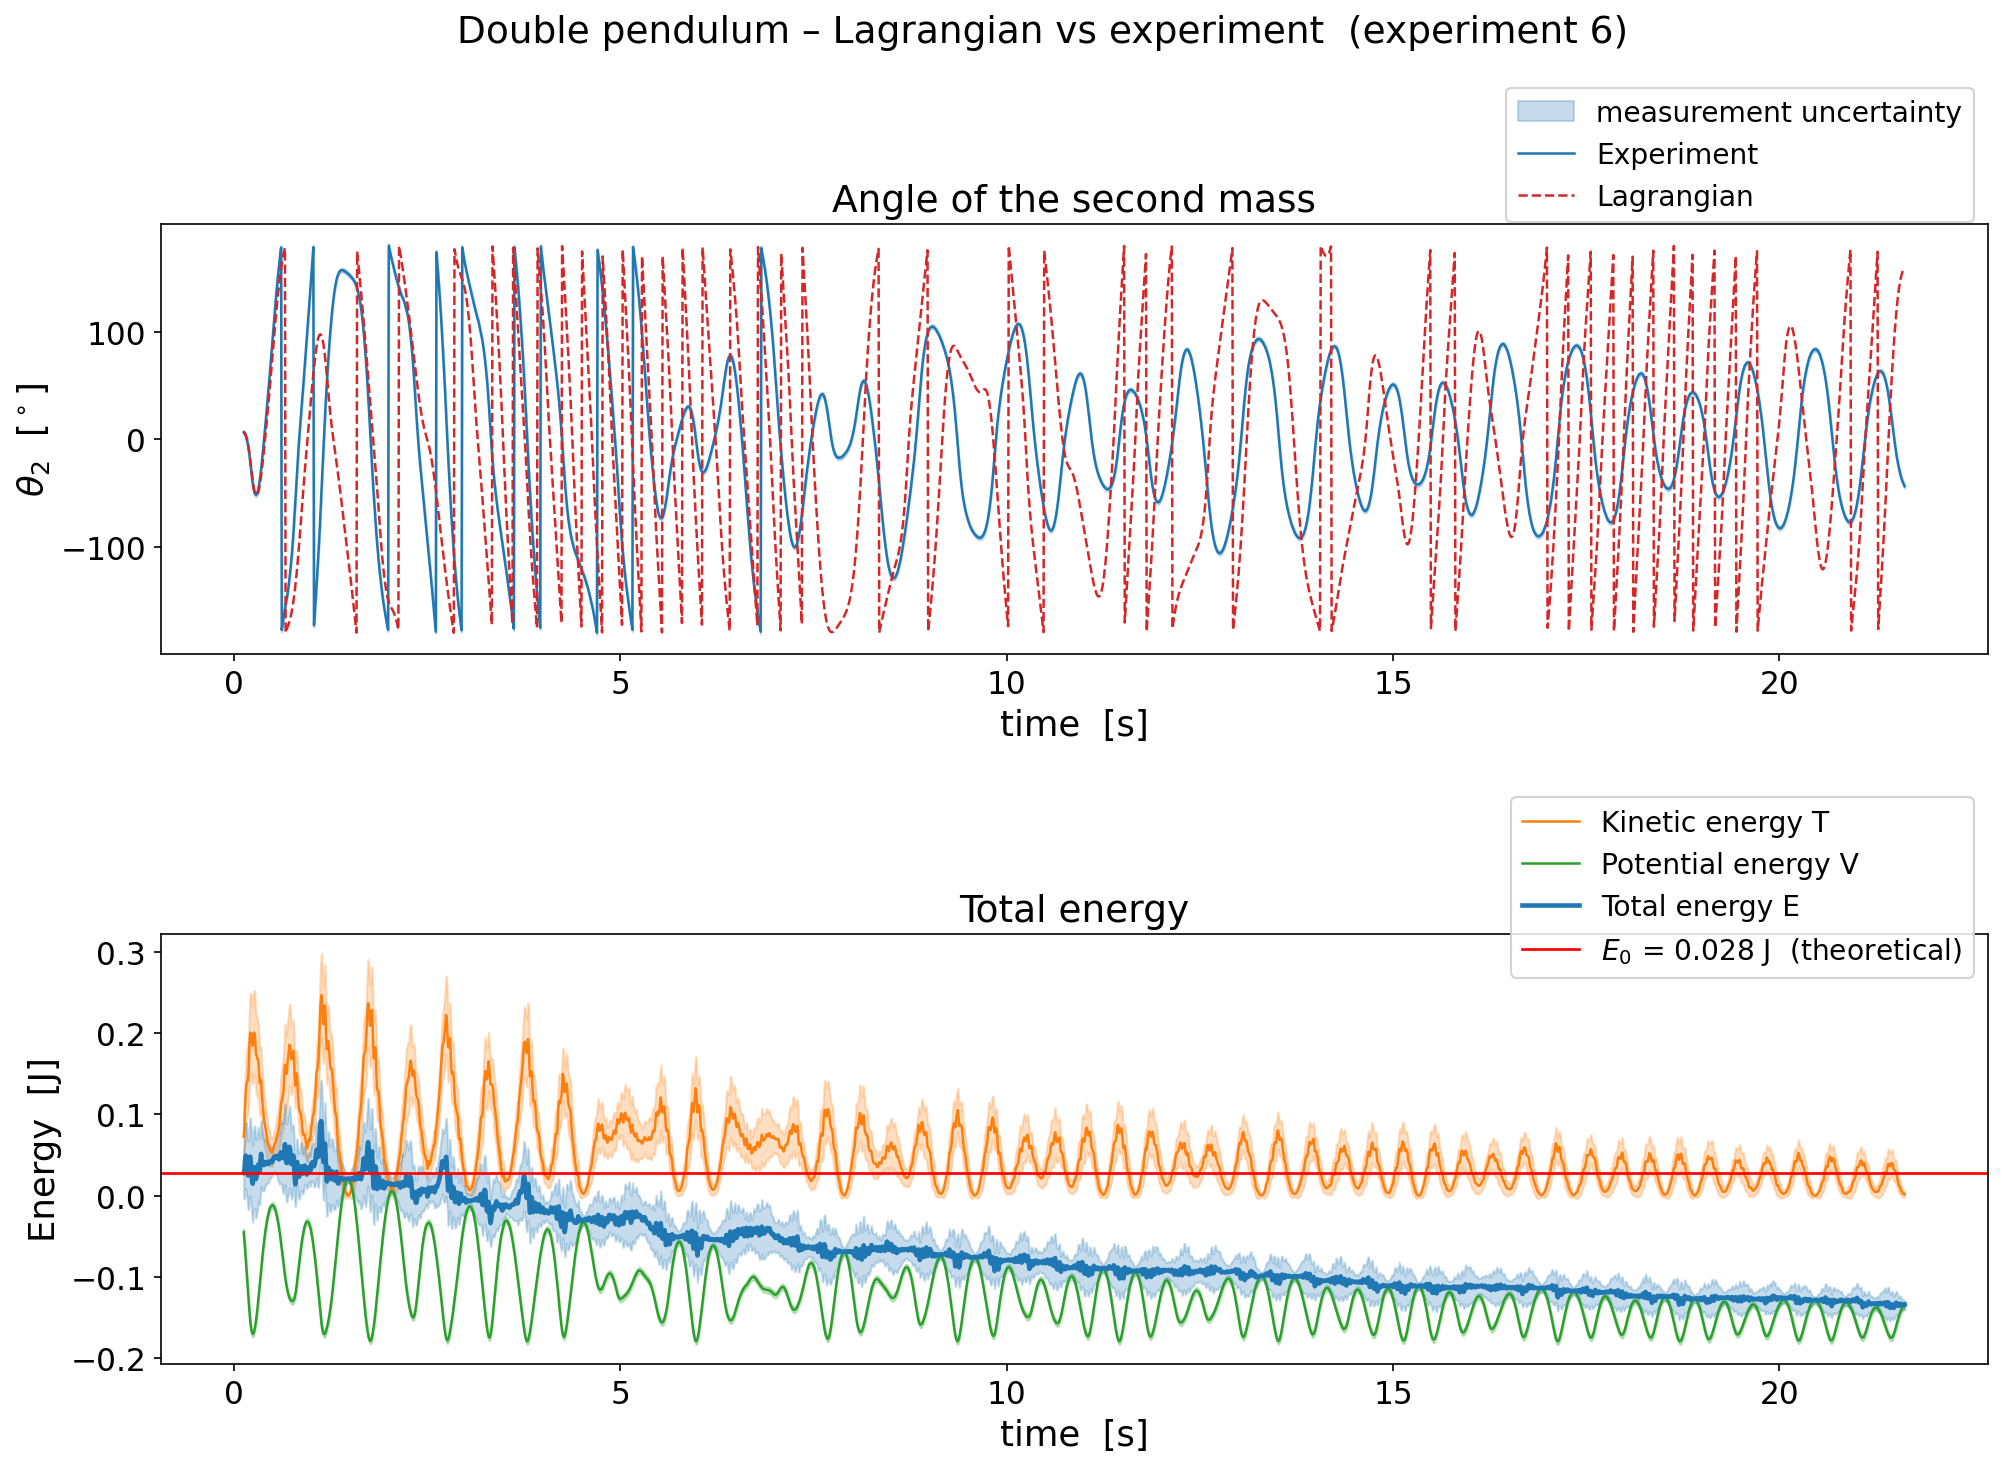 Double pendulum – Lagrangian vs experiment  (experiment 6)
measurement uncertainty
Experiment
Lagrangian
Angle of the second mass
100
0
−100
θ₂ [°]
0 5 10 15 20
time [s]
Kinetic energy T
Potential energy V
Total energy E
E₀ = 0.028 J (theoretical)
Total energy
0.3
0.2
0.1
0.0
−0.1
−0.2
Energy [J]
0 5 10 15 20
time [s]